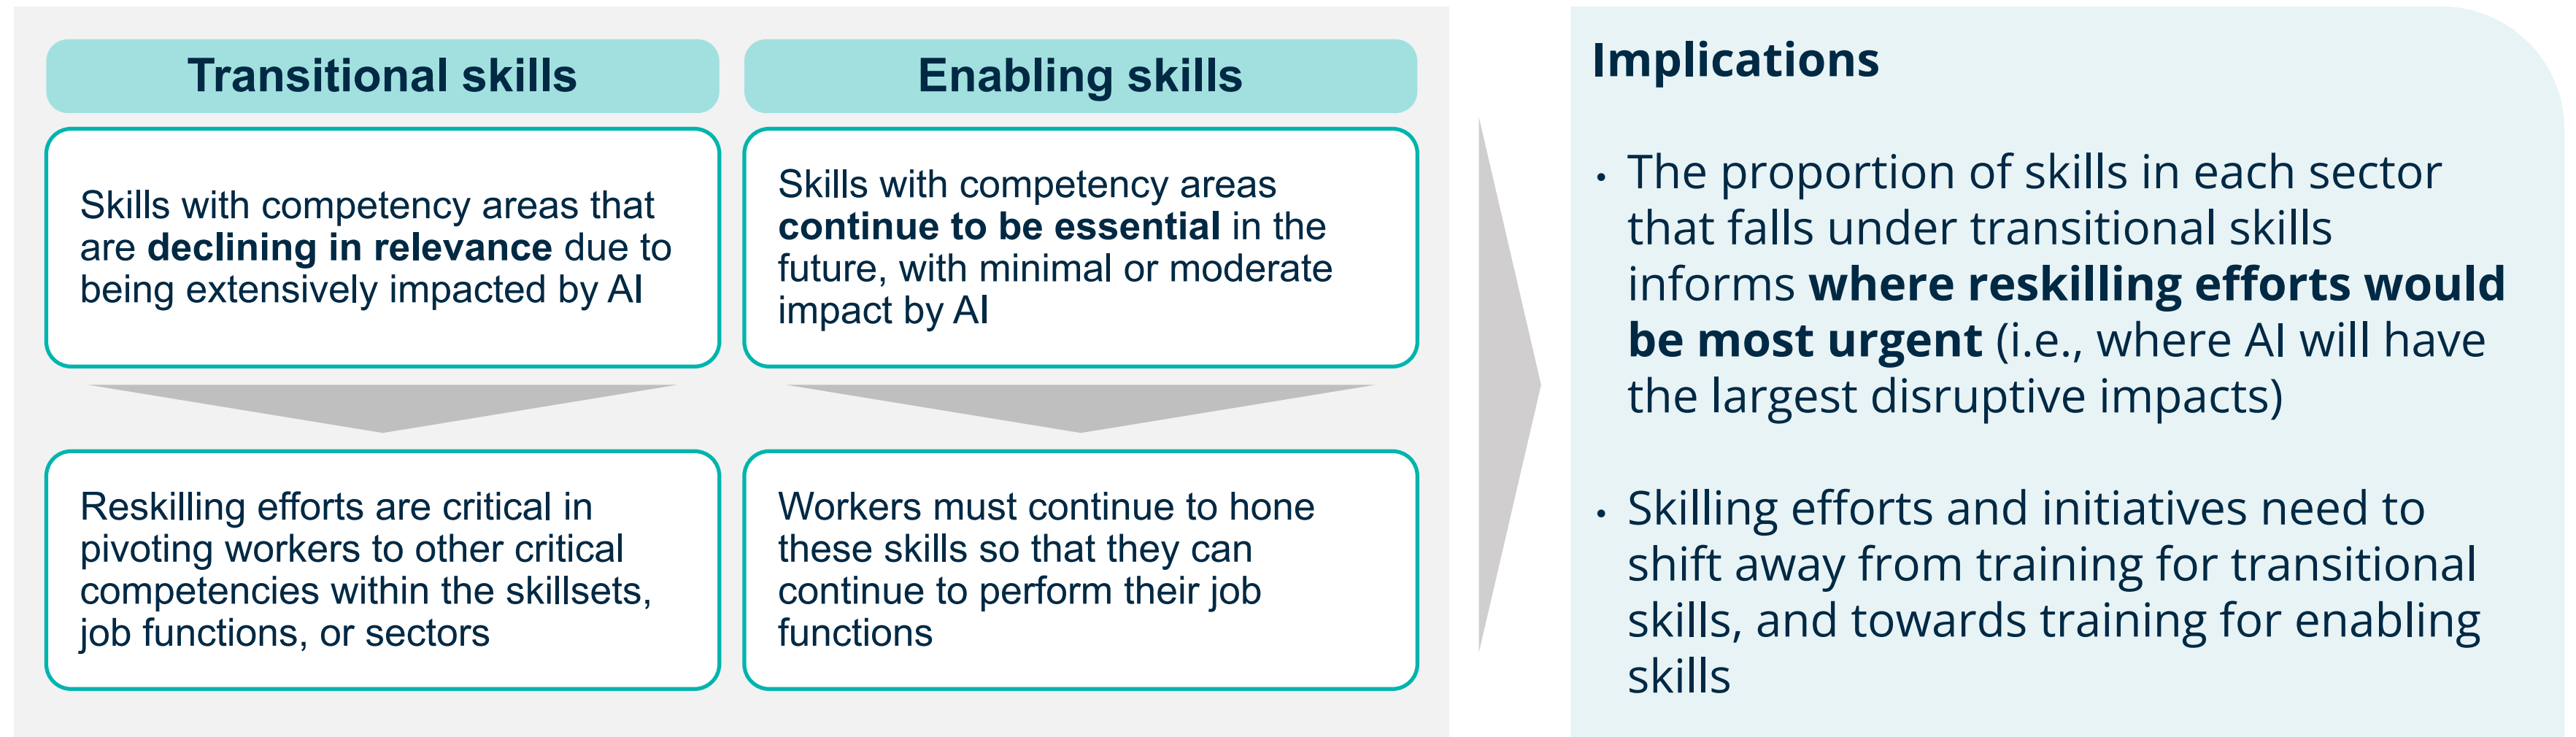 Transitional skills
Skills with competency areas that
are declining in relevance due to
being extensively impacted by AI
Reskilling efforts are critical in
pivoting workers to other critical
competencies within the skillsets,
job functions, or sectors
Enabling skills
Skills with competency areas
continue to be essential in the
future, with minimal or moderate
impact by AI
Workers must continue to hone
these skills so that they can
continue to perform their job
functions
Implications
• The proportion of skills in each sector
that falls under transitional skills
informs where reskilling efforts would
be most urgent (i.e., where AI will have
the largest disruptive impacts)
• Skilling efforts and initiatives need to
shift away from training for transitional
skills, and towards training for enabling
skills